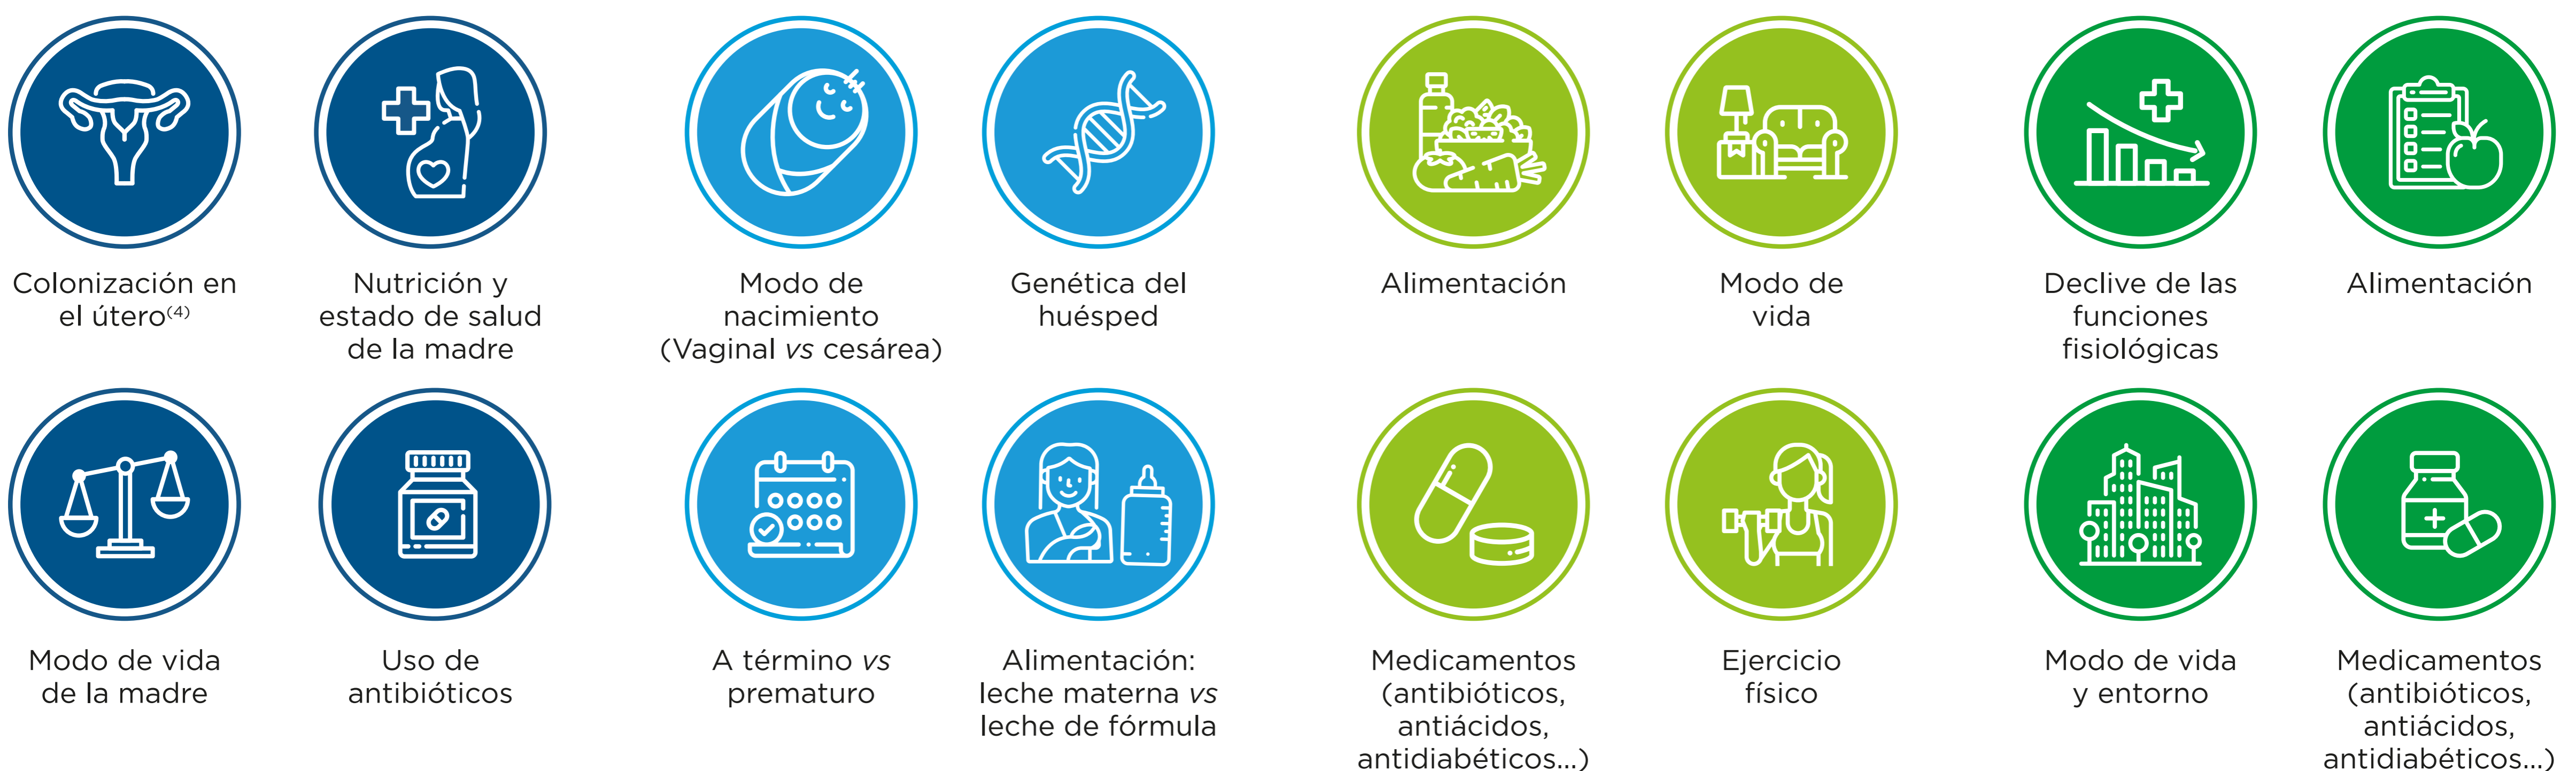 Colonización en
el útero(4)
Nutrición y
estado de salud
de la madre
Modo de
nacimiento
(Vaginal vs cesárea)
Genética del
huésped
Alimentación
Modo de
vida
Declive de las
funciones
fisiológicas
Alimentación
Modo de vida
de la madre
Uso de
antibióticos
A término vs
prematuro
Alimentación:
leche materna vs
leche de fórmula
Medicamentos
(antibióticos,
antiácidos,
antidiabéticos...)
Ejercicio
físico
Modo de vida
y entorno
Medicamentos
(antibióticos,
antiácidos,
antidiabéticos...)